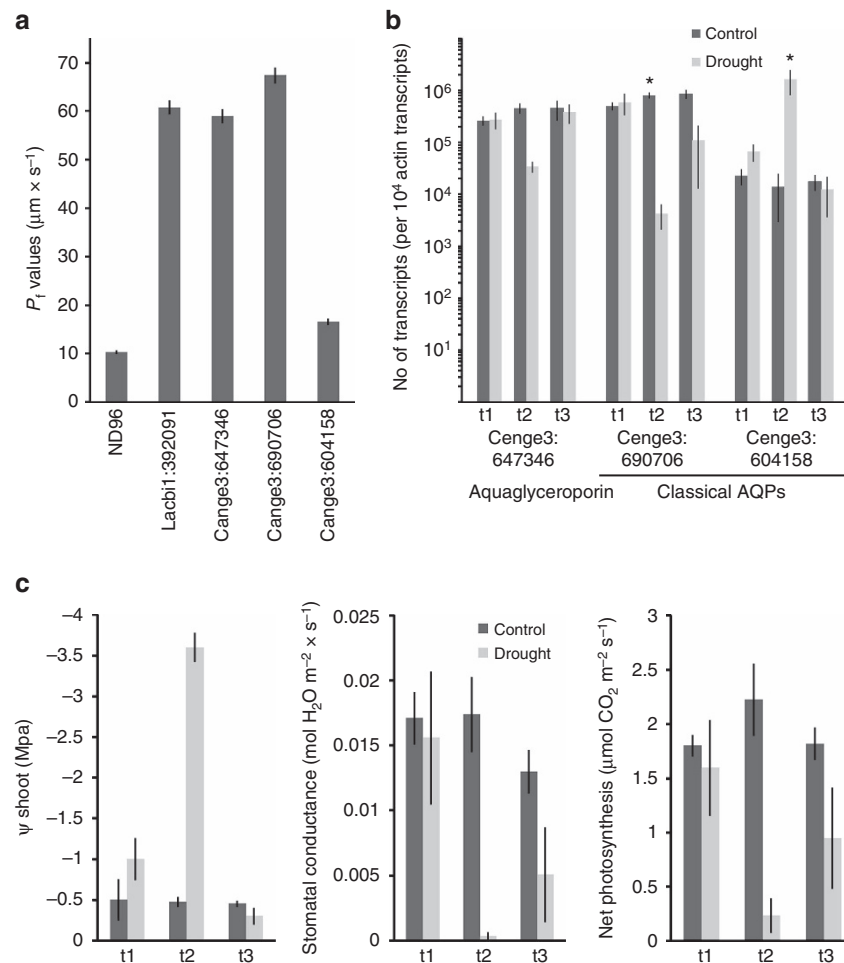 a
P_f values (μm × s⁻¹)
70
60
50
40
30
20
10
0
ND96
Lacbi1:392091
Cange3:647346
Cange3:690706
Cange3:604158
b
No of transcripts (per 10⁴ actin transcripts)
Control
Drought
10⁶
10⁵
10⁴
10³
10²
10¹
*
*
t1 t2 t3 t1 t2 t3 t1 t2 t3
Cenge3: Cenge3: Cenge3:
647346 690706 604158
Aquaglyceroporin Classical AQPs
c
ψ shoot (Mpa)
–4
–3.5
–3
–2.5
–2
–1.5
–1
–0.5
0
t1 t2 t3
Stomatal conductance (mol H₂O m⁻² × s⁻¹)
0.025
0.02
0.015
0.01
0.005
0
Control
Drought
t1 t2 t3
Net photosynthesis (μmol CO₂ m⁻² s⁻¹)
3
2.5
2
1.5
1
0.5
0
t1 t2 t3